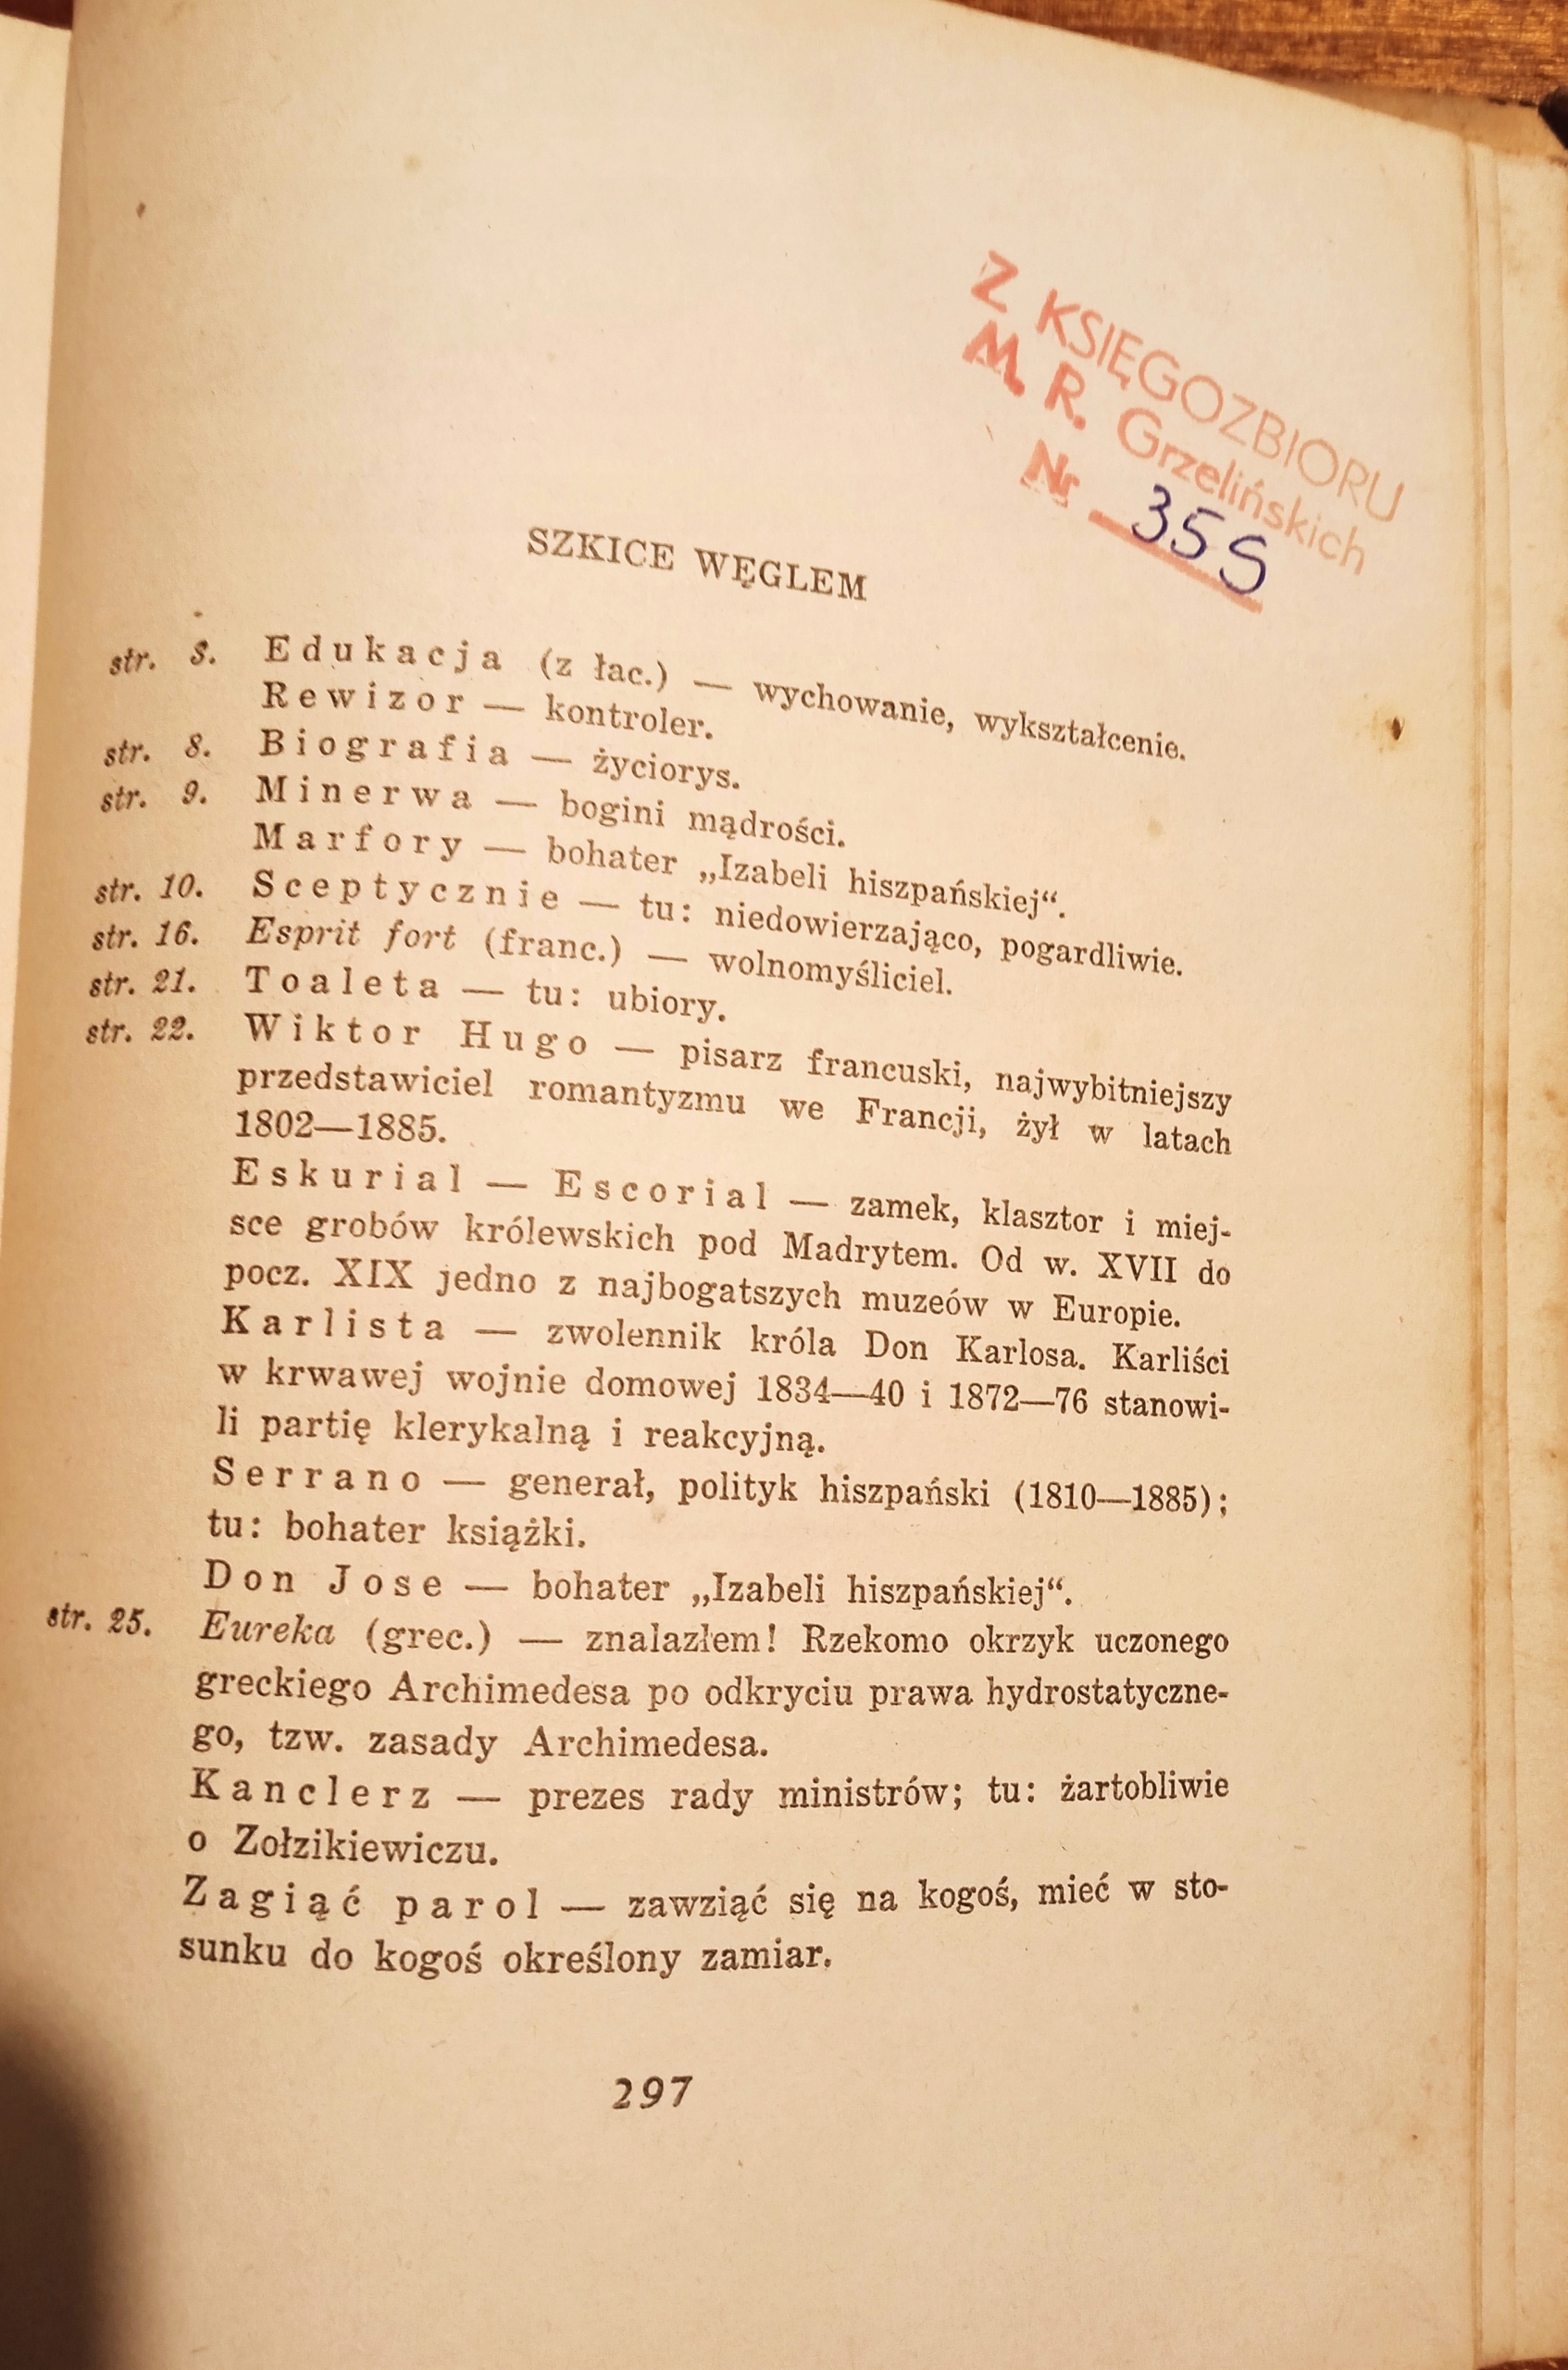 Z KSIĘGOZBIORU
M. R. Grzelińskich
Nr 355
SZKICE WĘGLEM
str. 8. Edukacja (z łac.) — wychowanie, wykształcenie.
Rewizor — kontroler.
str. 8. Biografia — życiorys.
str. 9. Minerwa — bogini mądrości.
Marfory — bohater „Izabeli hiszpańskiej“.
str. 10. Sceptycznie — tu: niedowierzająco, pogardliwie.
str. 16. Esprit fort (franc.) — wolnomyśliciel.
str. 21. Toaleta — tu: ubiory.
str. 22. Wiktor Hugo — pisarz francuski, najwybitniejszy
przedstawiciel romantyzmu we Francji, żył w latach
1802—1885.
Eskurial — Escorial — zamek, klasztor i miej-
sce grobów królewskich pod Madrytem. Od w. XVII do
pocz. XIX jedno z najbogatszych muzeów w Europie.
Karlista — zwolennik króla Don Karlosa. Karliści
w krwawej wojnie domowej 1834—40 i 1872—76 stanowi-
li partię klerykalną i reakcyjną.
Serrano — generał, polityk hiszpański (1810—1885);
tu: bohater książki.
Don Jose — bohater „Izabeli hiszpańskiej“.
str. 25. Eureka (grec.) — znalazłem! Rzekomo okrzyk uczonego
greckiego Archimedesa po odkryciu prawa hydrostatyczne-
go, tzw. zasady Archimedesa.
Kanclerz — prezes rady ministrów; tu: żartobliwie
o Zołzikiewiczu.
Zagiąć parol — zawziąć się na kogoś, mieć w sto-
sunku do kogoś określony zamiar.
297